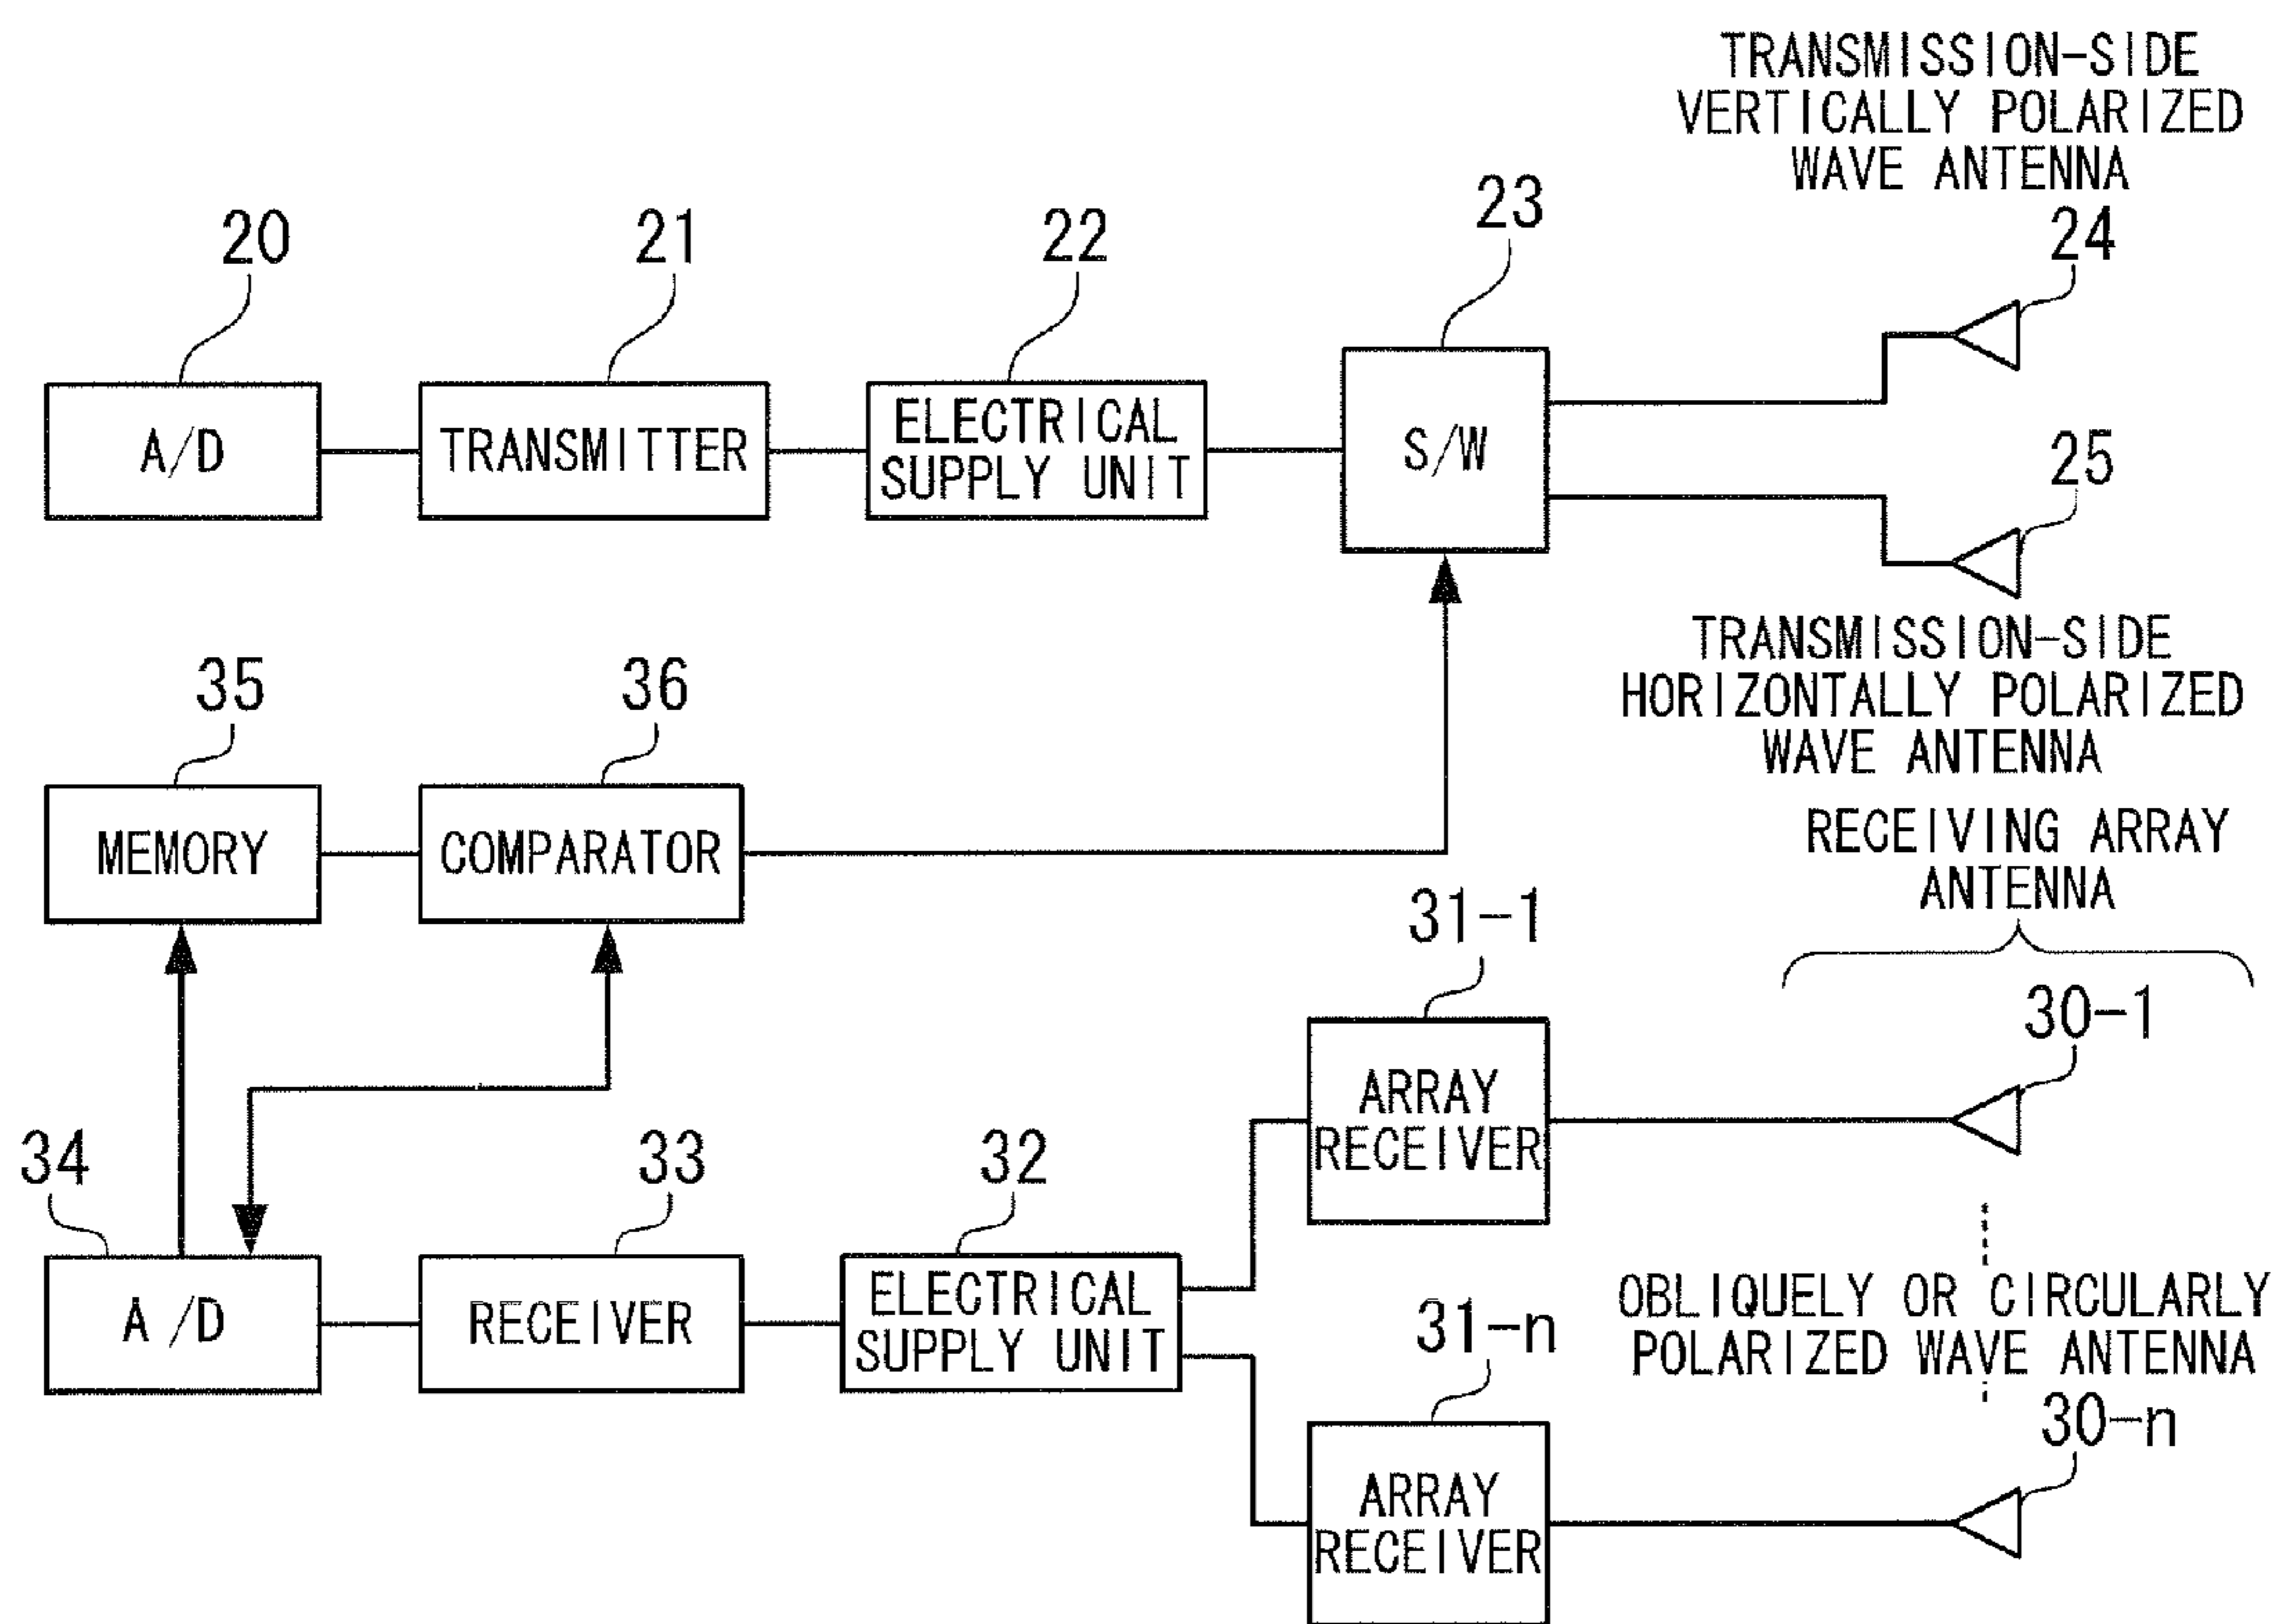 TRANSMISSION-SIDE
VERTICALLY POLARIZED
WAVE ANTENNA
20
21
22
23
24
A/D
TRANSMITTER
ELECTRICAL
SUPPLY UNIT
S/W
25
TRANSMISSION-SIDE
HORIZONTALLY POLARIZED
WAVE ANTENNA
35
36
MEMORY
COMPARATOR
RECEIVING ARRAY
ANTENNA
31-1
30-1
ARRAY
RECEIVER
34
33
32
A/D
RECEIVER
ELECTRICAL
SUPPLY UNIT
OBLIQUELY OR CIRCULARLY
POLARIZED WAVE ANTENNA
31-n
30-n
ARRAY
RECEIVER